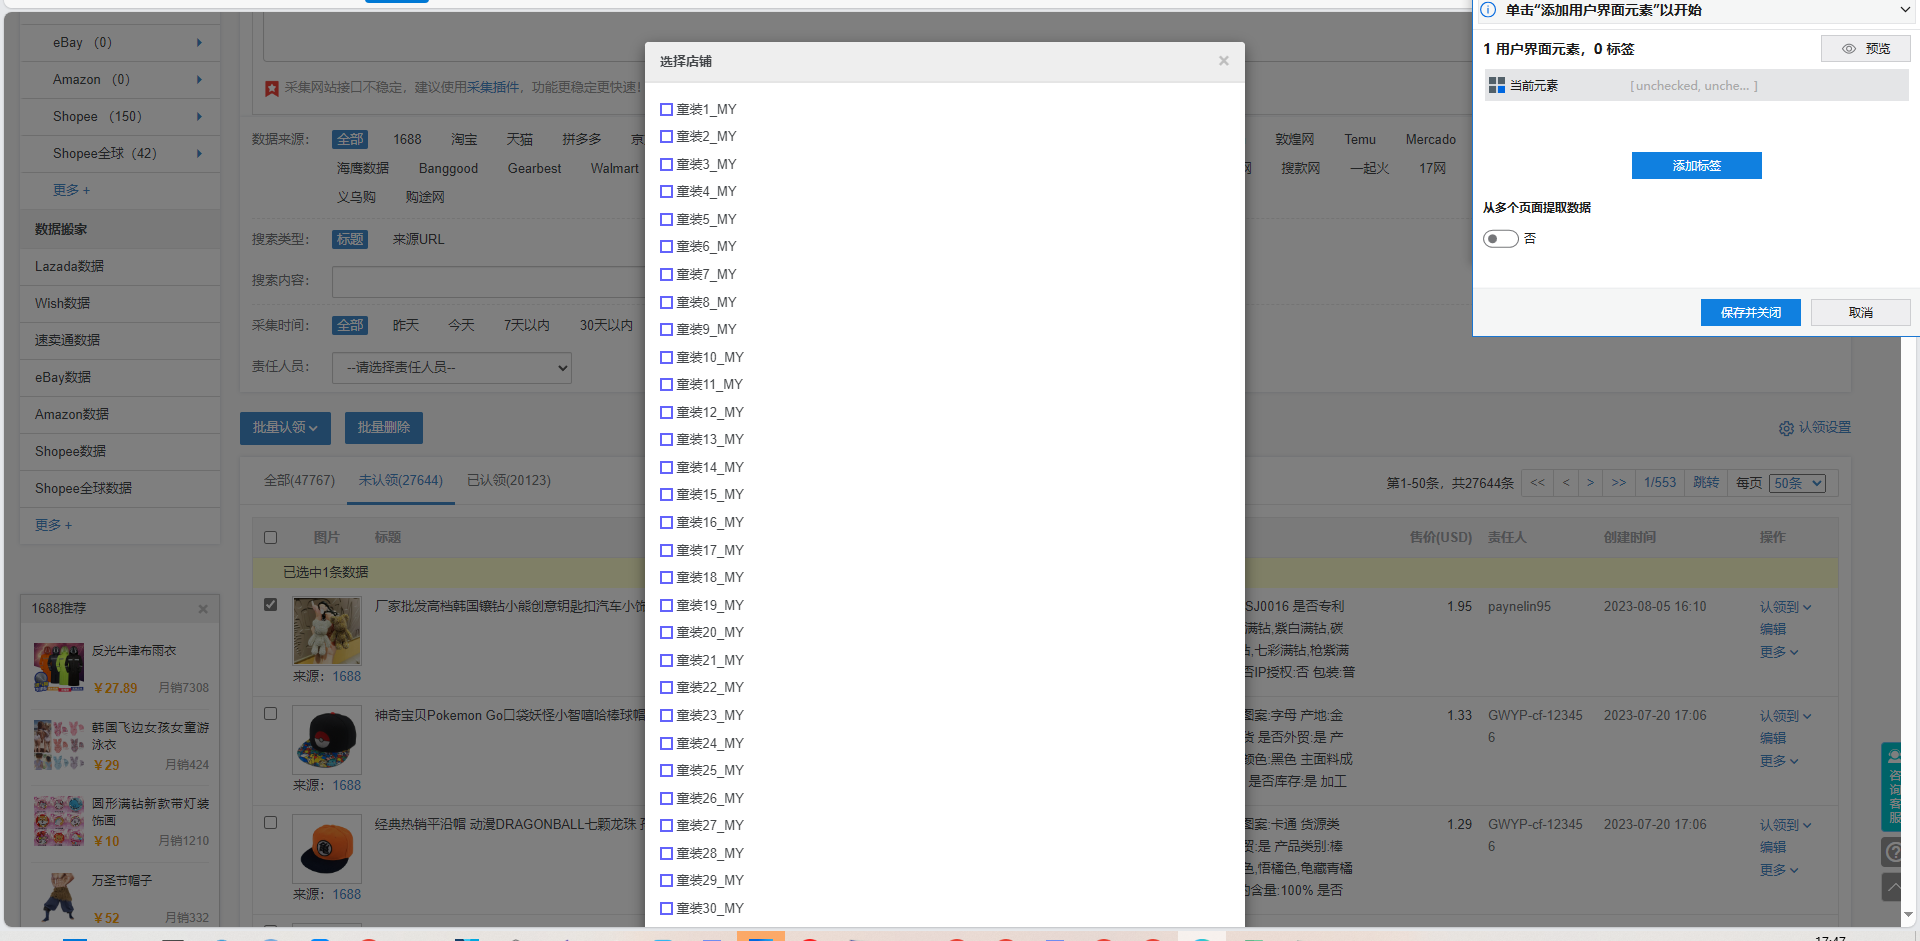 eBay （0）
Amazon （0）
Shopee （150）
Shopee全球（42）
更多 +
数据搬家
Lazada数据
Wish数据
速卖通数据
eBay数据
Amazon数据
Shopee数据
Shopee全球数据
更多 +
1688推荐
反光牛津布雨衣
¥27.89 月销7308
韩国飞边女孩女童游
泳衣
¥29 月销424
圆形满钻新款带灯装
饰画
¥10 月销1210
万圣节帽子
¥52 月销332
采集网站接口不稳定，建议使用采集插件，功能更稳定更快速！
数据来源： 全部 1688 淘宝 天猫 拼多多 敦煌网 Temu Mercado
海鹰数据 Banggood Gearbest Walmart 搜款网 一起火 17网
义乌购 购途网
搜索类型： 标题 来源URL
搜索内容：
采集时间： 全部 昨天 今天 7天以内 30天以内
责任人员： --请选择责任人员--
批量认领 批量删除 认领设置
全部(47767) 未认领(27644) 已认领(20123) 第1-50条，共27644条 << < > >> 1/553 跳转 每页 50条
图片 标题 售价(USD) 责任人 创建时间 操作
已选中1条数据
厂家批发高档韩国镶钻小熊创意钥匙扣汽车小饰 SJ0016 是否专利 1.95 paynelin95 2023-08-05 16:10 认领到
满钻,紫白满钻,碳 编辑
,七彩满钻,枪紫满 更多
IP授权:否 包装:普
来源：1688
神奇宝贝Pokemon Go口袋妖怪小智嘻哈棒球帽 图案:字母 产地:金 1.33 GWYP-cf-12345 2023-07-20 17:06 认领到
货 是否外贸:是 产 6 编辑
颜色:黑色 主面料成 更多
是否库存:是 加工
来源：1688
经典热销平沿帽 动漫DRAGONBALL七颗龙珠 图案:卡通 货源类 1.29 GWYP-cf-12345 2023-07-20 17:06 认领到
贸:是 产品类别:棒 6 编辑
色,悟橘色,龟藏青橘 更多
含量:100% 是否
来源：1688
选择店铺 ×
童装1_MY
童装2_MY
童装3_MY
童装4_MY
童装5_MY
童装6_MY
童装7_MY
童装8_MY
童装9_MY
童装10_MY
童装11_MY
童装12_MY
童装13_MY
童装14_MY
童装15_MY
童装16_MY
童装17_MY
童装18_MY
童装19_MY
童装20_MY
童装21_MY
童装22_MY
童装23_MY
童装24_MY
童装25_MY
童装26_MY
童装27_MY
童装28_MY
童装29_MY
童装30_MY
单击“添加用户界面元素”以开始
1 用户界面元素，0 标签 预览
当前元素 [ unchecked, unche... ]
添加标签
从多个页面提取数据
否
保存并关闭 取消
咨询客服
17:47